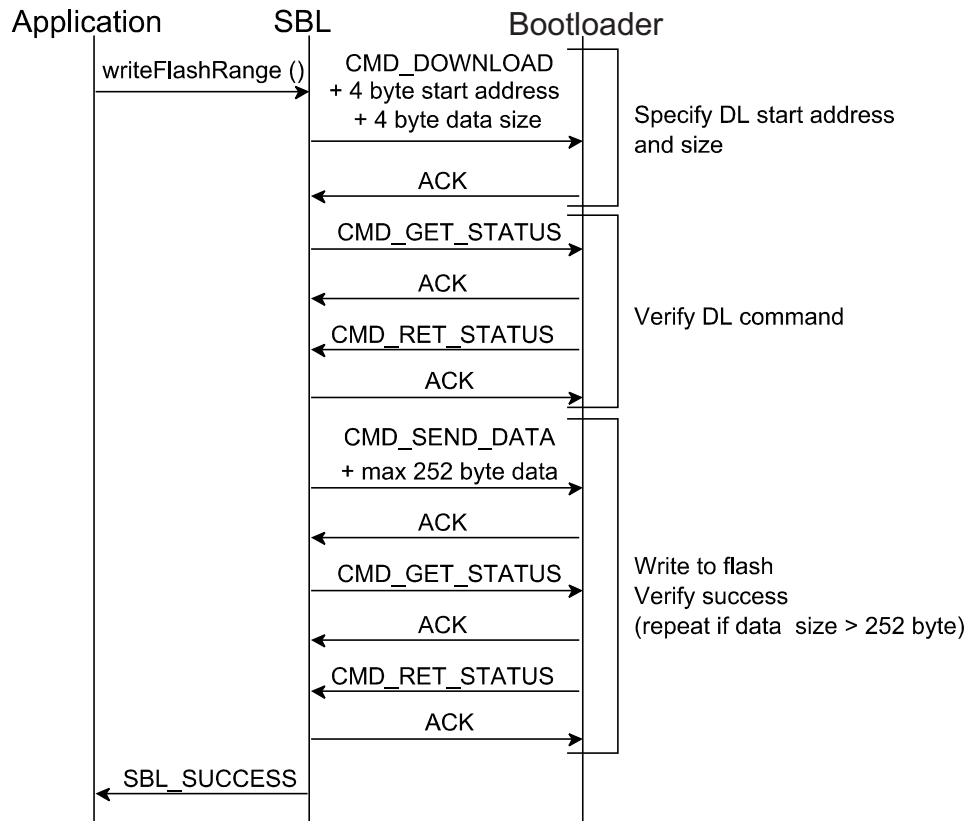 Application SBL Bootloader
writeFlashRange ()
CMD_DOWNLOAD
+ 4 byte start address
+ 4 byte data size
Specify DL start address
and size
ACK
CMD_GET_STATUS
ACK
Verify DL command
CMD_RET_STATUS
ACK
CMD_SEND_DATA
+ max 252 byte data
ACK
Write to flash
Verify success
(repeat if data size > 252 byte)
CMD_GET_STATUS
ACK
CMD_RET_STATUS
ACK
SBL_SUCCESS